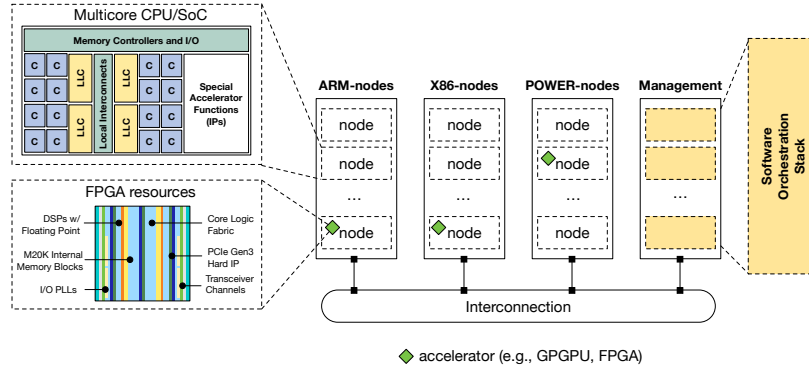 Multicore CPU/SoC
Memory Controllers and I/O
C C LLC Local Interconnects LLC C C
C C C C
C C LLC LLC C C
C C C C
Special
Accelerator
Functions
(IPs)
FPGA resources
DSPs w/
Floating Point
Core Logic
Fabric
M20K Internal
Memory Blocks
PCIe Gen3
Hard IP
I/O PLLs
Transceiver
Channels
ARM-nodes X86-nodes POWER-nodes Management
node node node
node node node
... ... ... ...
node node node
Interconnection
Software
Orchestration
Stack
accelerator (e.g., GPGPU, FPGA)